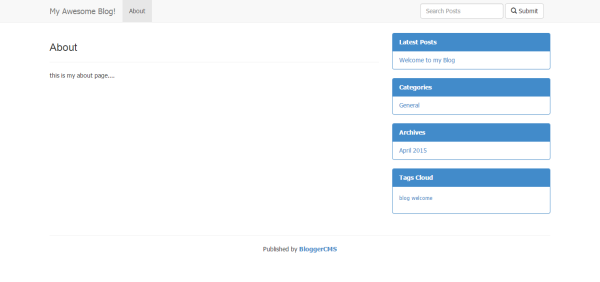 My Awesome Blog! About Search Posts Submit
About
this is my about page....
Latest Posts
Welcome to my Blog
Categories
General
Archives
April 2015
Tags Cloud
blog welcome
Published by BloggerCMS